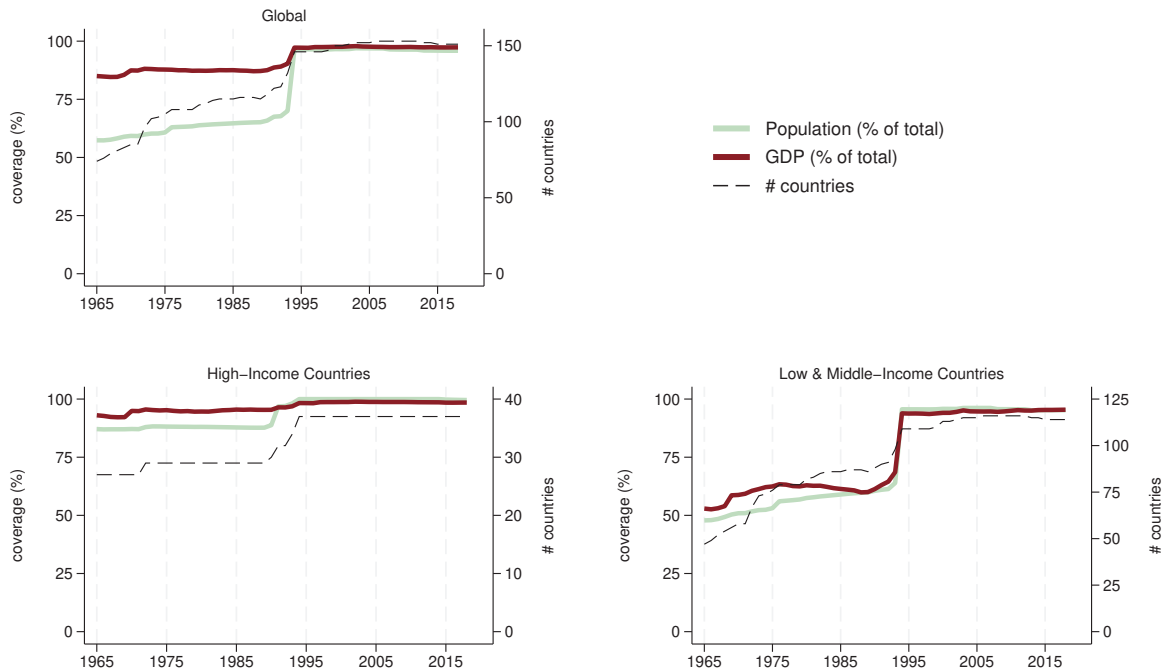 Global
coverage (%)
100
75
50
25
0
# countries
150
100
50
0
1965 1975 1985 1995 2005 2015
Population (% of total)
GDP (% of total)
# countries
High−Income Countries
coverage (%)
100
75
50
25
0
# countries
40
30
20
10
0
1965 1975 1985 1995 2005 2015
Low & Middle−Income Countries
coverage (%)
100
75
50
25
0
# countries
125
100
75
50
25
0
1965 1975 1985 1995 2005 2015